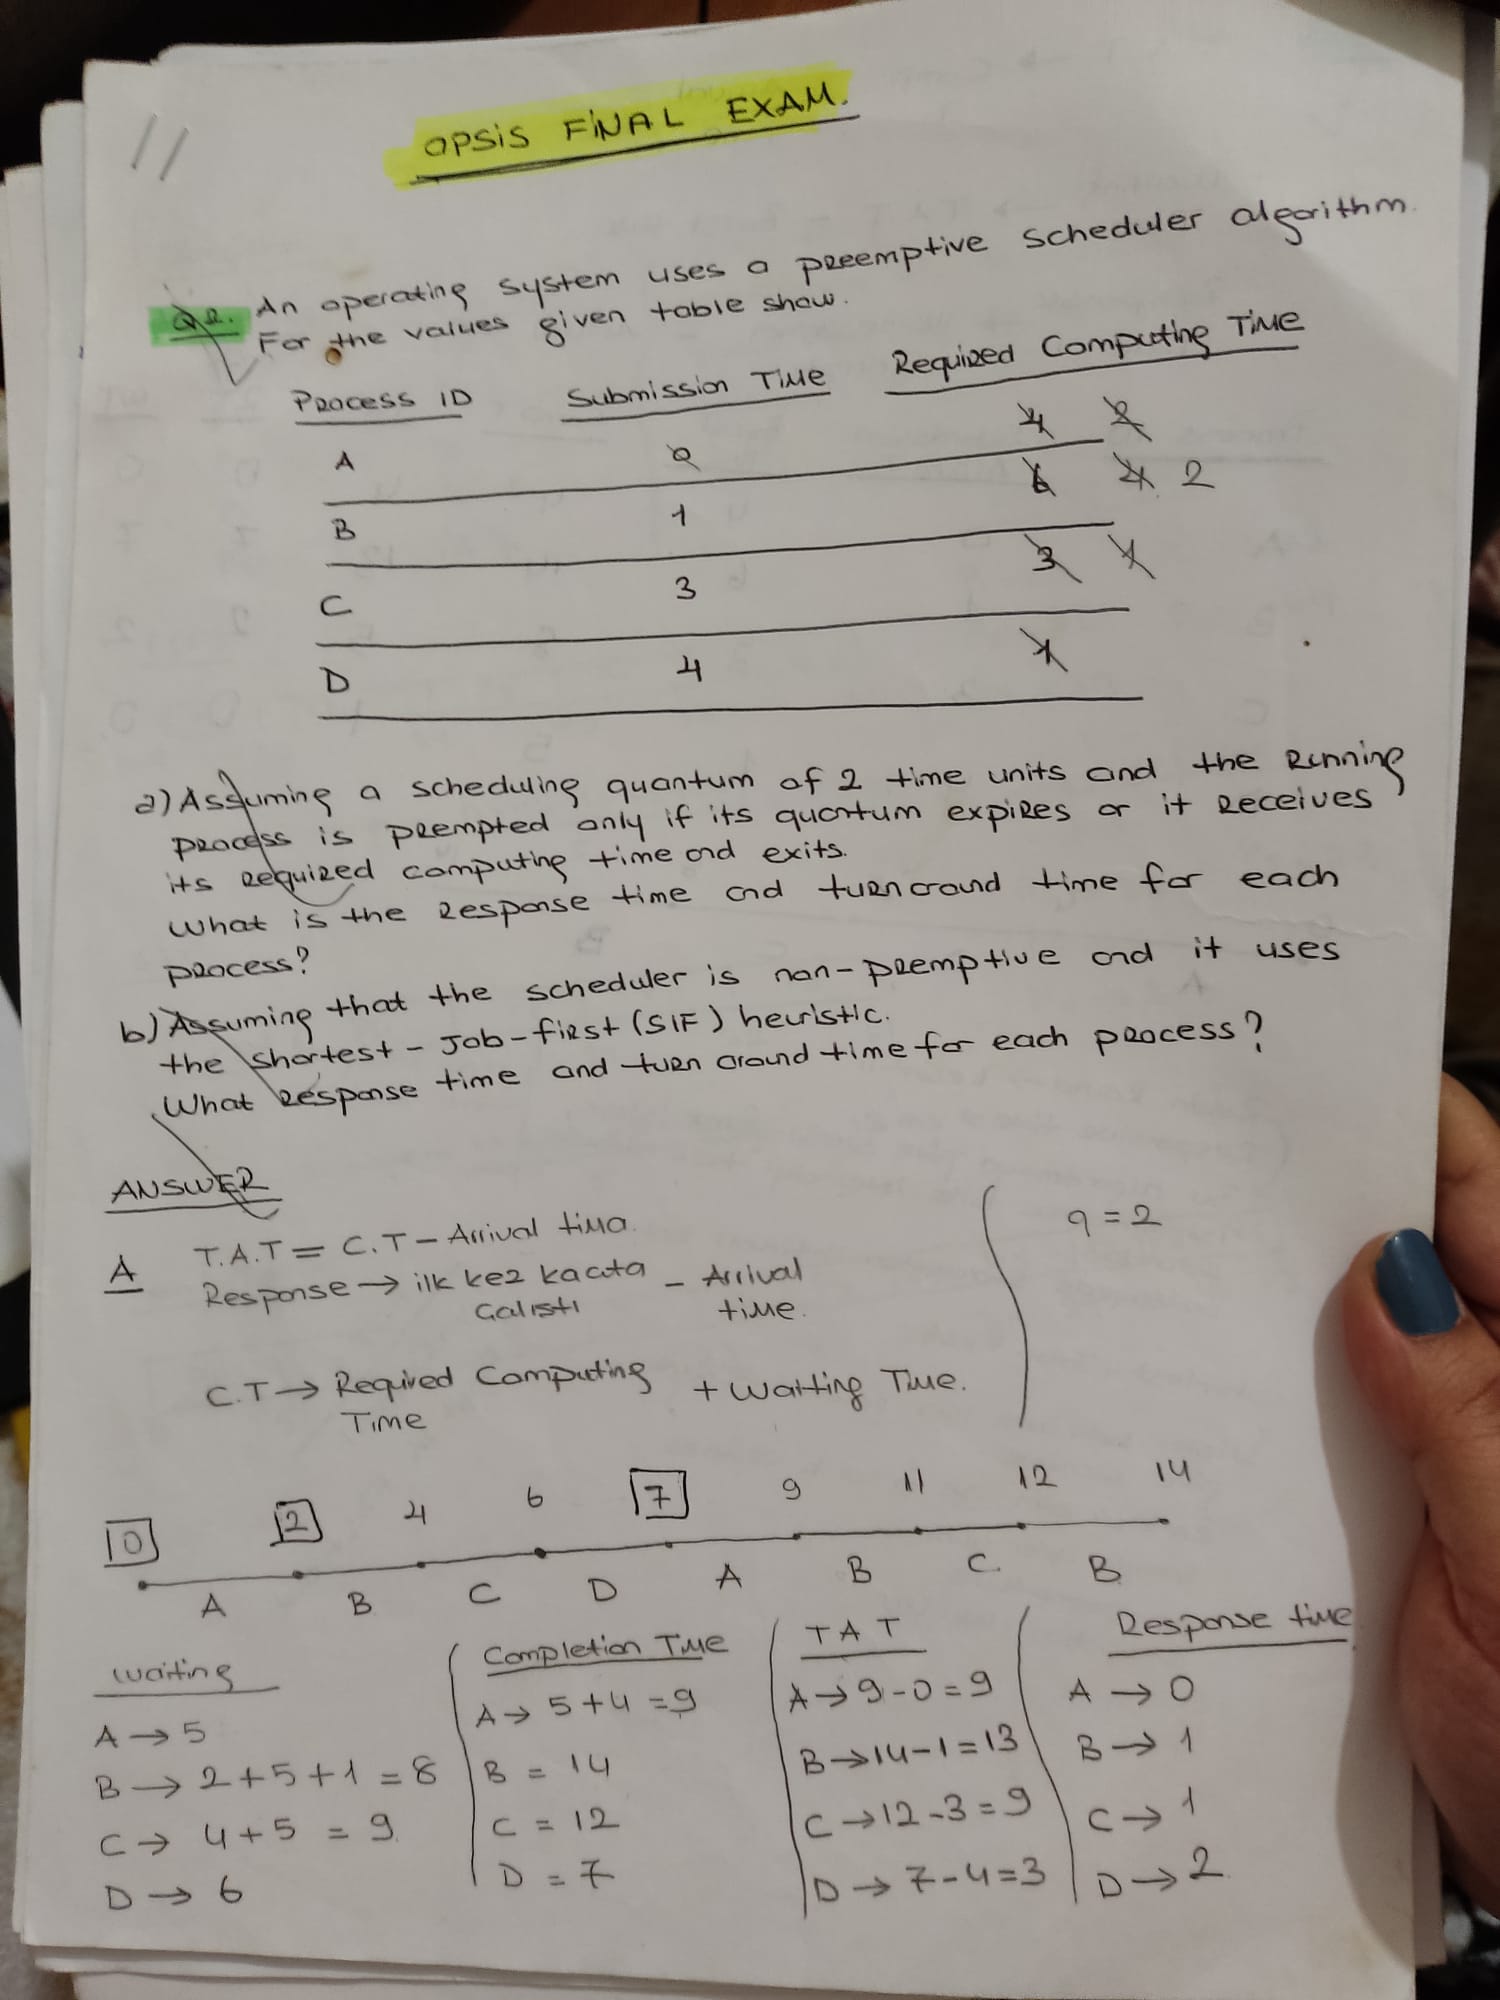 OPSİS FİNAL EXAM.
Q2. An operating system uses a preemptive scheduler algorithm.
For the values given table show.
Process ID Submission Time Required Computing Time
A 0 4 2
B 1 6 4 2
C 3 3 1
D 4 1
a) Assuming a scheduling quantum of 2 time units and the running
process is preempted only if its quantum expires or it receives
its required computing time and exits.
What is the response time and turnaround time for each
process?
b) Assuming that the scheduler is non-preemptive and it uses
the shortest-Job-first (SJF) heuristic.
What response time and turn around time for each process?
ANSWER
A T.A.T = C.T - Arrival time. q = 2
Response → ilk kez kacıta - Arrival
Calıstı time.
C.T → Required Computing + Waiting Time.
Time
0 2 4 6 7 9 11 12 14
A B C D A B C B
Waiting Completion Time TAT Response time
A → 5 A → 5+4 = 9 A → 9-0 = 9 A → 0
B → 2+5+1 = 8 B = 14 B → 14-1 = 13 B → 1
C → 4+5 = 9 C = 12 C → 12-3 = 9 C → 1
D → 6 D = 7 D → 7-4 = 3 D → 2